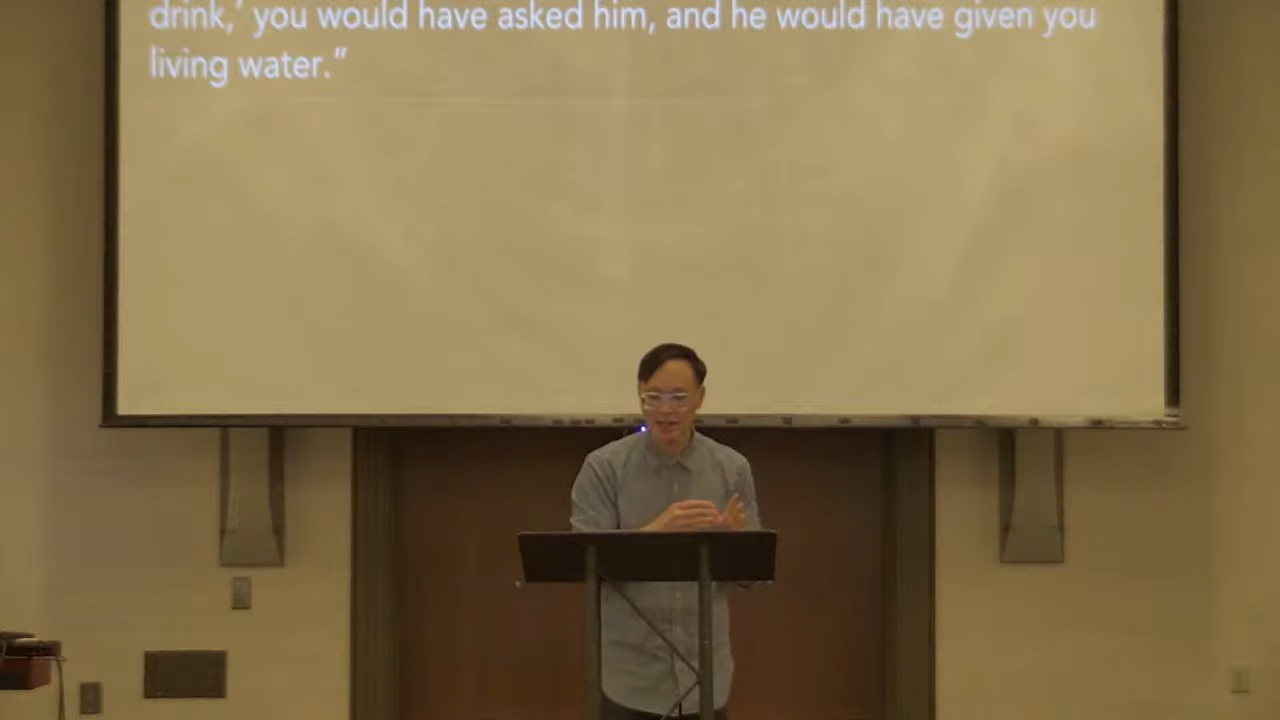 drink,’ you would have asked him, and he would have given you
living water.”